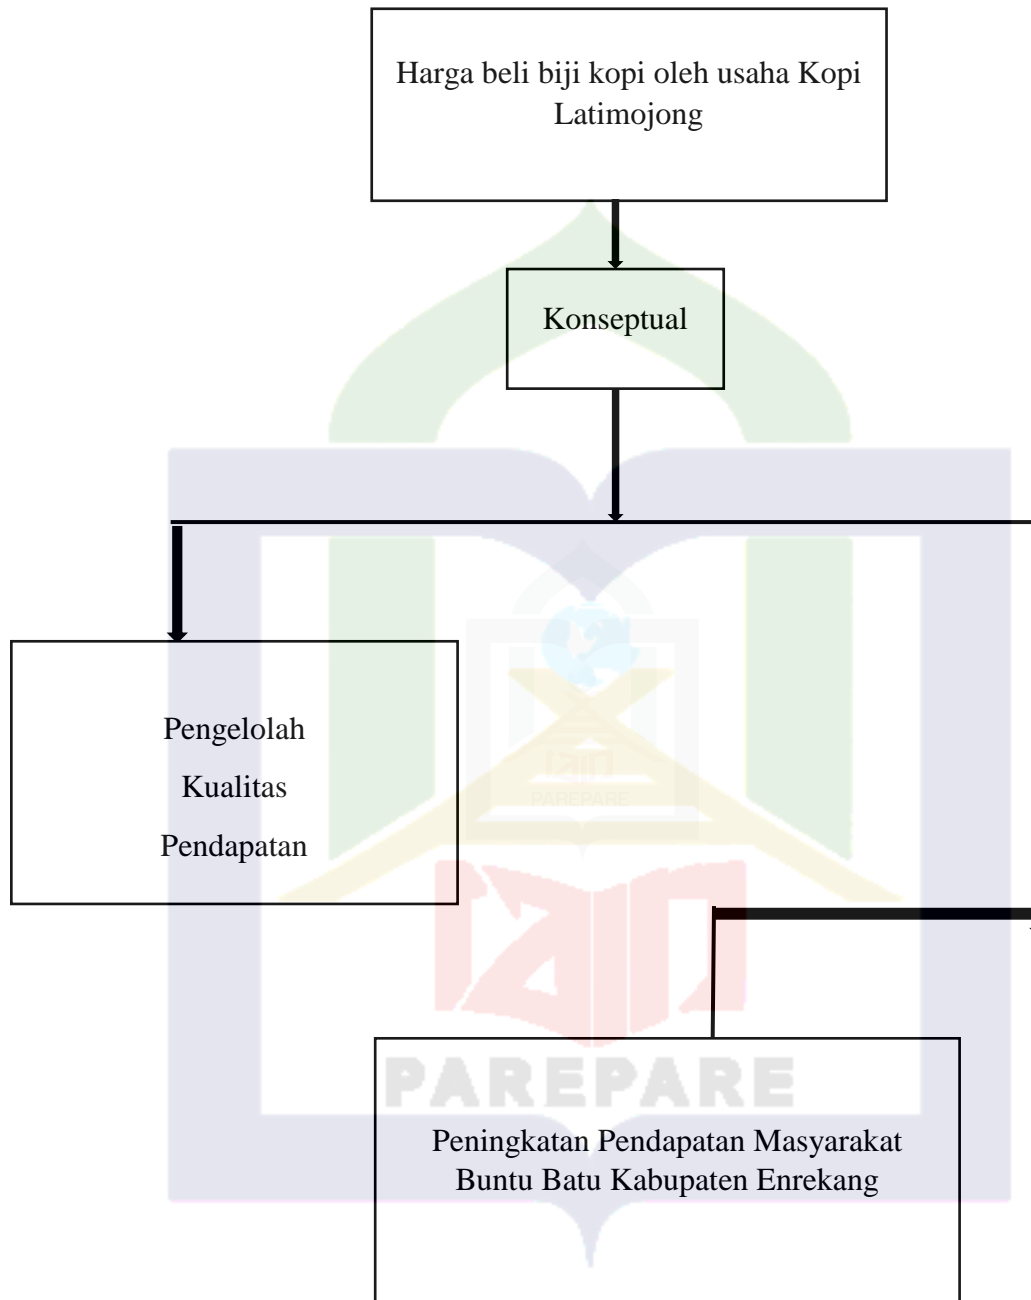 Harga beli biji kopi oleh usaha Kopi
Latimojong
Konseptual
Pengelolah
Kualitas
Pendapatan
PAREPARE
PAREPARE
Peningkatan Pendapatan Masyarakat
Buntu Batu Kabupaten Enrekang